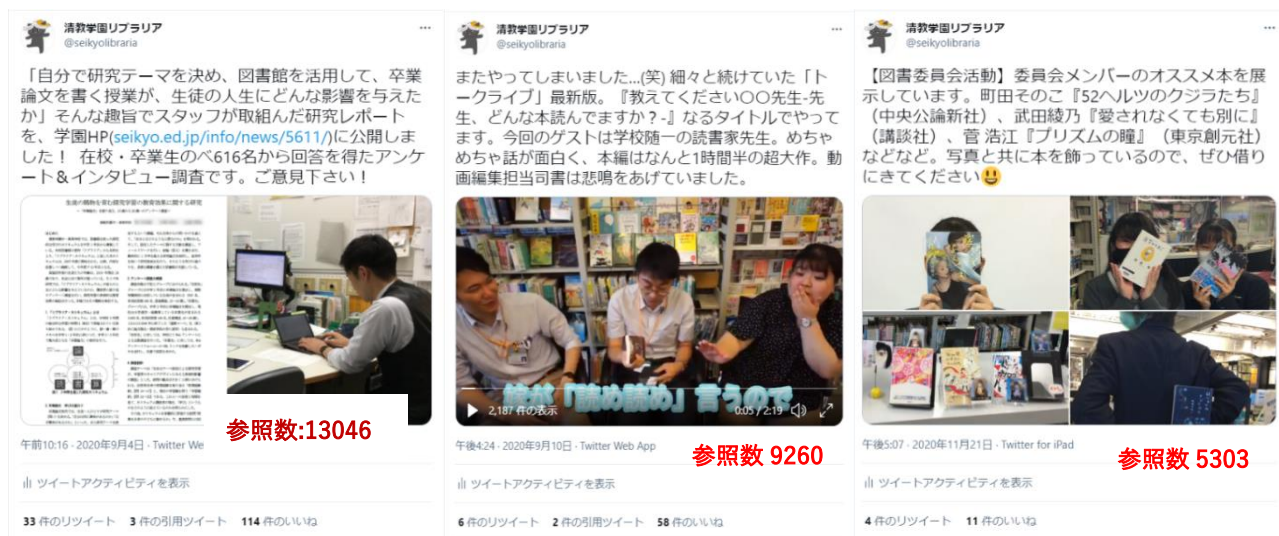 清教学園リブラリア
@seikyolibraria
「自分で研究テーマを決め、図書館を活用して、卒業
論文を書く授業が、生徒の人生にどんな影響を与えた
か」そんな趣旨でスタッフが取組んだ研究レポート
を、学園HP(seikyo.ed.jp/info/news/5611/)に公開しま
した！ 在校・卒業生のべ616名から回答を得たアンケ
ート＆インタビュー調査です。ご意見下さい！
参照数:13046
午前10:16 · 2020年9月4日 · Twitter We
ツイートアクティビティを表示
33 件のリツイート 3 件の引用ツイート 114 件のいいね
清教学園リブラリア
@seikyolibraria
またやってしまいました...(笑) 細々と続けていた「ト
ークライブ」最新版。『教えてください〇〇先生-先
生、どんな本読んでますか？-』なるタイトルでやって
ます。今回のゲストは学校随一の読書家先生。めちゃ
めちゃ話が面白く、本編はなんと1時間半の超大作。動
画編集担当司書は悲鳴をあげていました。
2,187 件の表示
0:05 / 2:19
午後4:24 · 2020年9月10日 · Twitter Web App
参照数 9260
ツイートアクティビティを表示
6 件のリツイート 2 件の引用ツイート 58 件のいいね
清教学園リブラリア
@seikyolibraria
【図書委員会活動】委員会メンバーのオススメ本を展
示しています。町田そのこ『52ヘルツのクジラたち』
（中央公論新社）、武田綾乃『愛されなくても別に』
（講談社）、菅 浩江『プリズムの瞳』（東京創元社）
などなど。写真と共に本を飾っているので、ぜひ借り
にきてください😃
午後5:07 · 2020年11月21日 · Twitter for iPad
参照数 5303
ツイートアクティビティを表示
4 件のリツイート 11 件のいいね